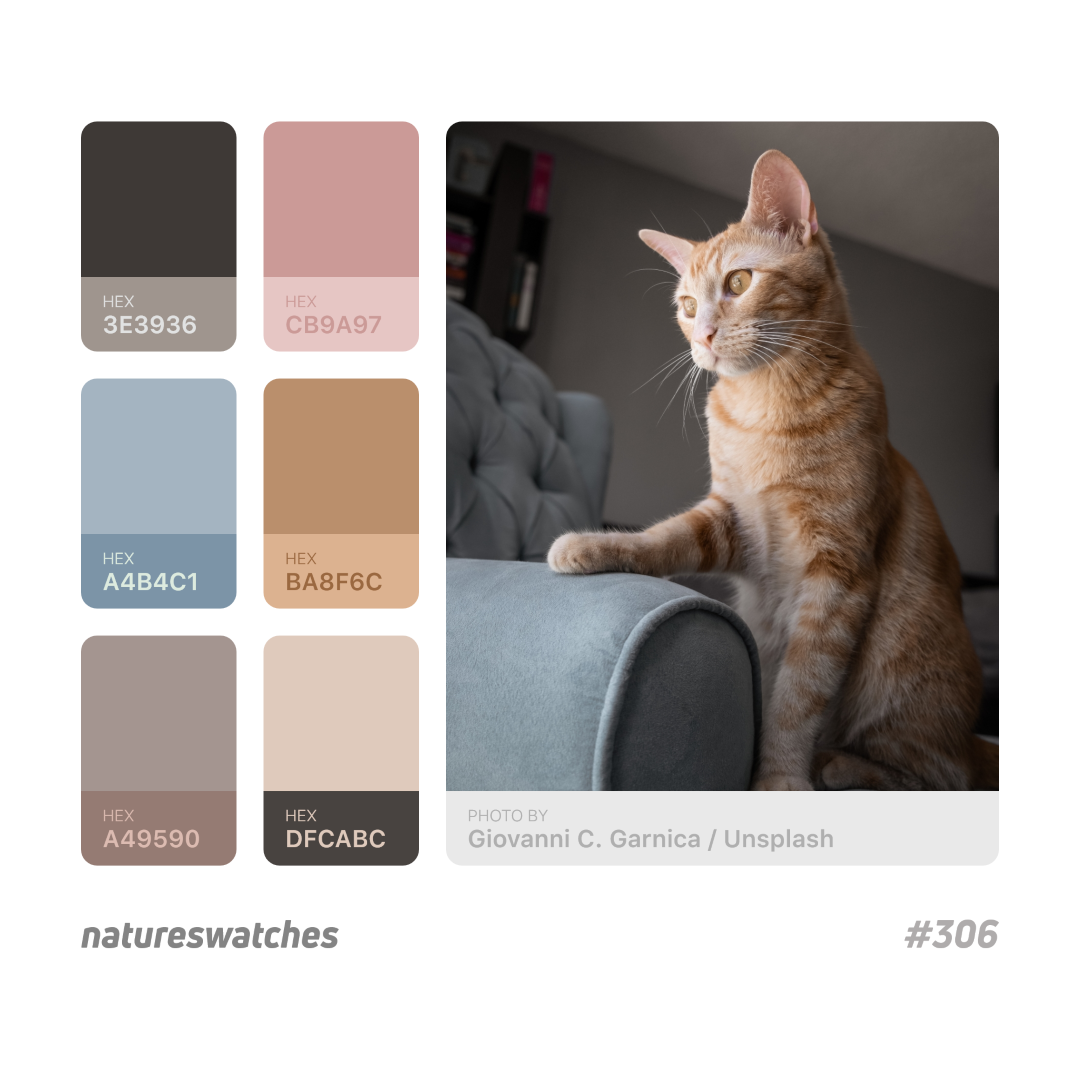 HEX
3E3936
HEX
CB9A97
HEX
A4B4C1
HEX
BA8F6C
HEX
A49590
HEX
DFCABC
PHOTO BY
Giovanni C. Garnica / Unsplash
natureswatches
#306